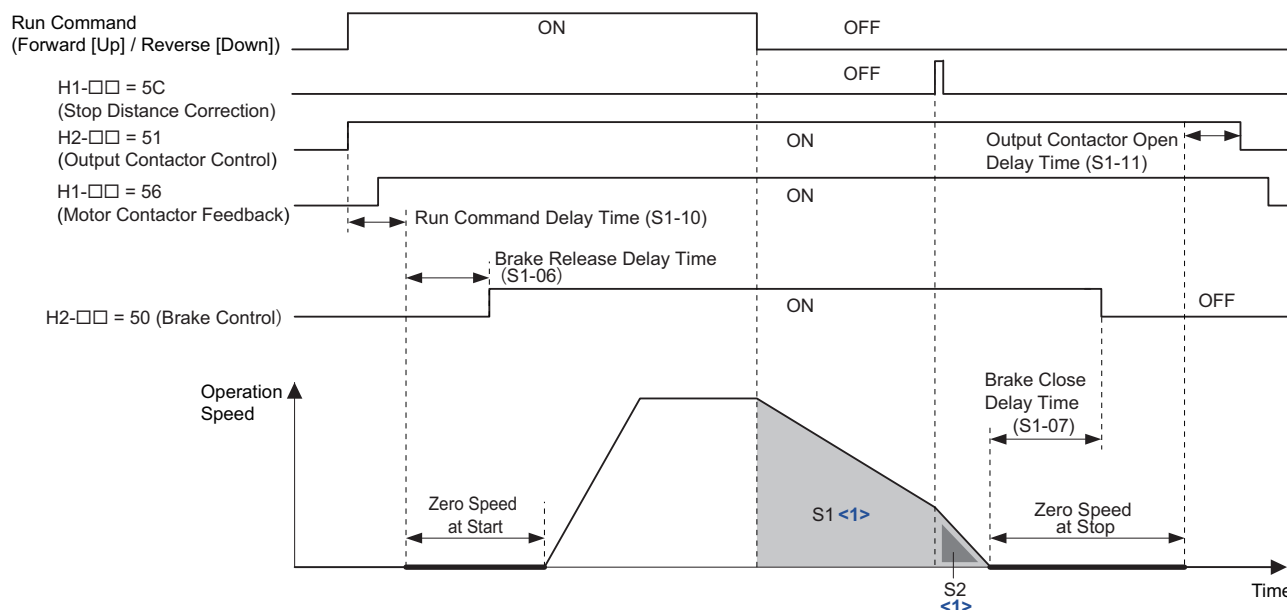 Run Command
(Forward [Up] / Reverse [Down])
ON
OFF
H1-□□ = 5C
(Stop Distance Correction)
OFF
H2-□□ = 51
(Output Contactor Control)
ON
Output Contactor Open
Delay Time (S1-11)
H1-□□ = 56
(Motor Contactor Feedback)
ON
Run Command Delay Time (S1-10)
Brake Release Delay Time
(S1-06)
H2-□□ = 50 (Brake Control)
ON
OFF
Operation
Speed
Brake Close
Delay Time
(S1-07)
Zero Speed
at Start
S1 <1>
Zero Speed
at Stop
S2
<1>
Time